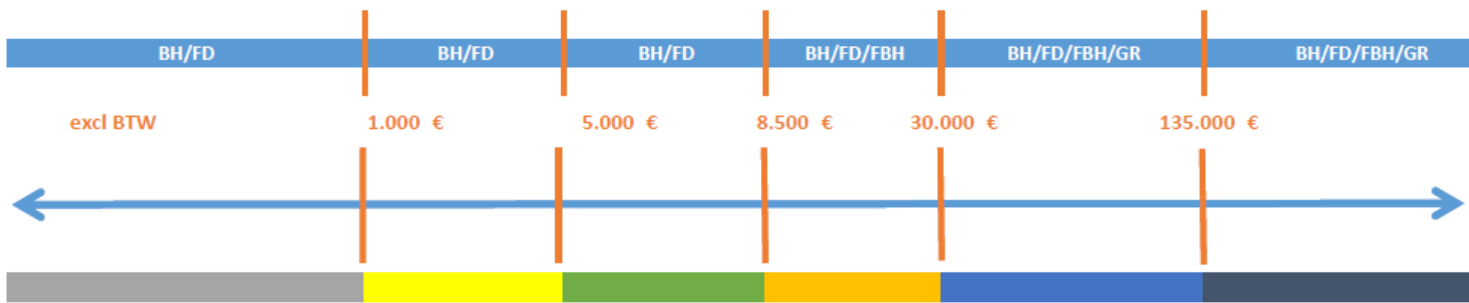 BH/FD BH/FD BH/FD BH/FD/FBH BH/FD/FBH/GR BH/FD/FBH/GR
excl BTW 1.000 € 5.000 € 8.500 € 30.000 € 135.000 €